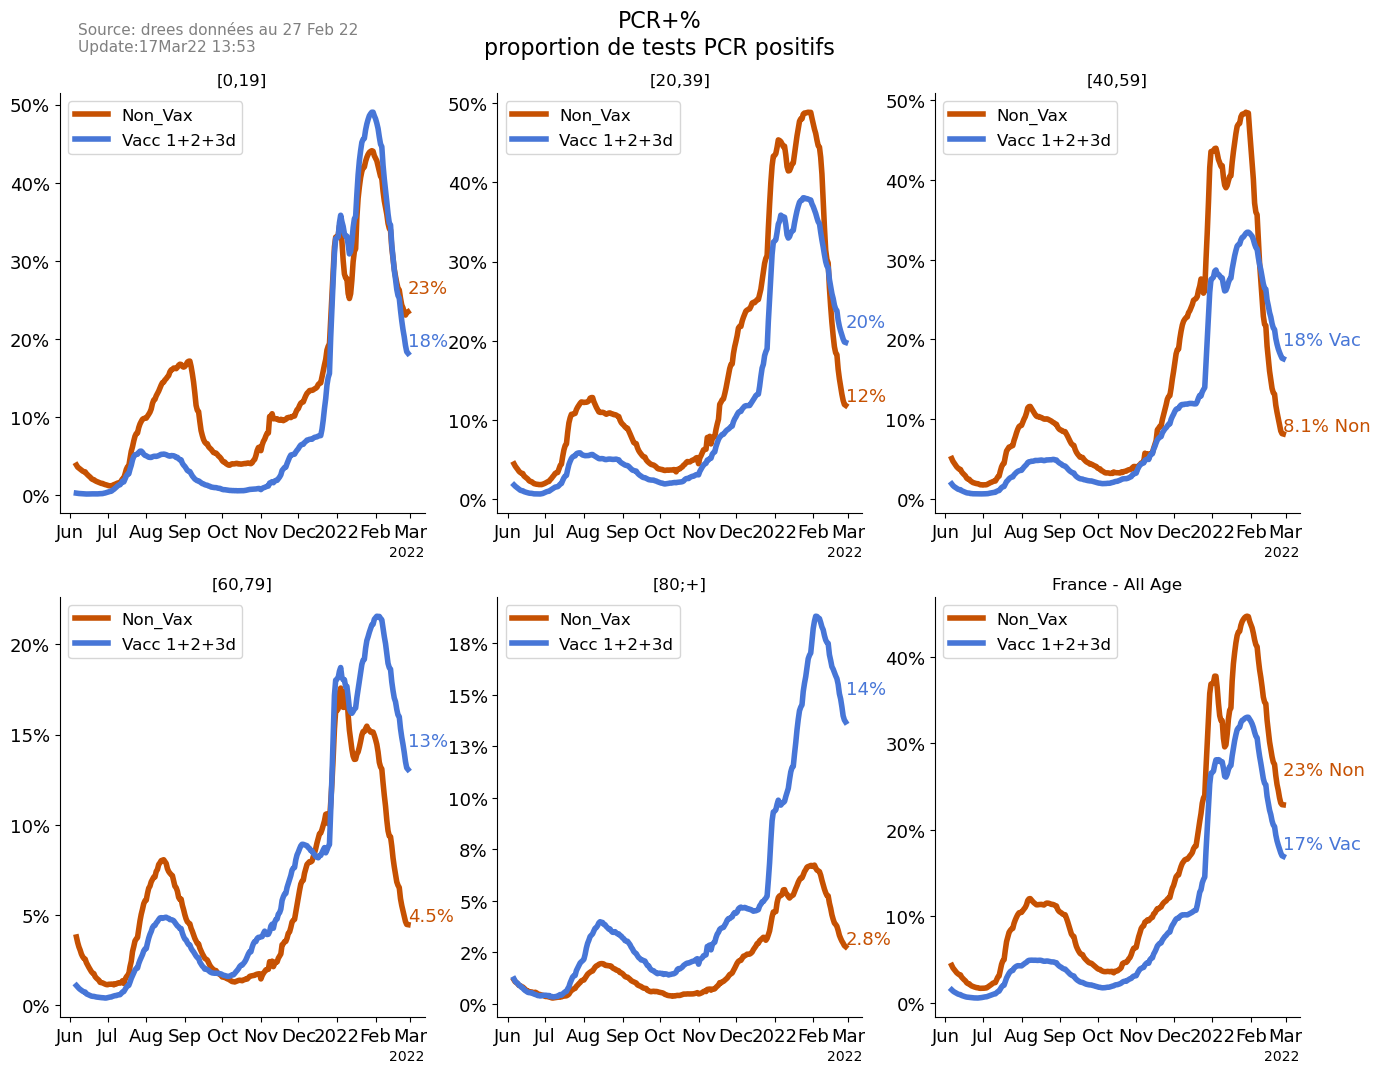 Source: drees données au 27 Feb 22
Update:17Mar22 13:53
PCR+%
proportion de tests PCR positifs
[0,19]
Non_Vax
Vacc 1+2+3d
50%
40%
30%
20%
10%
0%
23%
18%
Jun Jul Aug Sep Oct Nov Dec 2022 Feb Mar
2022
[20,39]
Non_Vax
Vacc 1+2+3d
50%
40%
30%
20%
10%
0%
20%
12%
Jun Jul Aug Sep Oct Nov Dec 2022 Feb Mar
2022
[40,59]
Non_Vax
Vacc 1+2+3d
50%
40%
30%
20%
10%
0%
18% Vac
8.1% Non
Jun Jul Aug Sep Oct Nov Dec 2022 Feb Mar
2022
[60,79]
Non_Vax
Vacc 1+2+3d
20%
15%
10%
5%
0%
13%
4.5%
Jun Jul Aug Sep Oct Nov Dec 2022 Feb Mar
2022
[80;+]
Non_Vax
Vacc 1+2+3d
18%
15%
13%
10%
8%
5%
2%
0%
14%
2.8%
Jun Jul Aug Sep Oct Nov Dec 2022 Feb Mar
2022
France - All Age
Non_Vax
Vacc 1+2+3d
40%
30%
20%
10%
0%
23% Non
17% Vac
Jun Jul Aug Sep Oct Nov Dec 2022 Feb Mar
2022